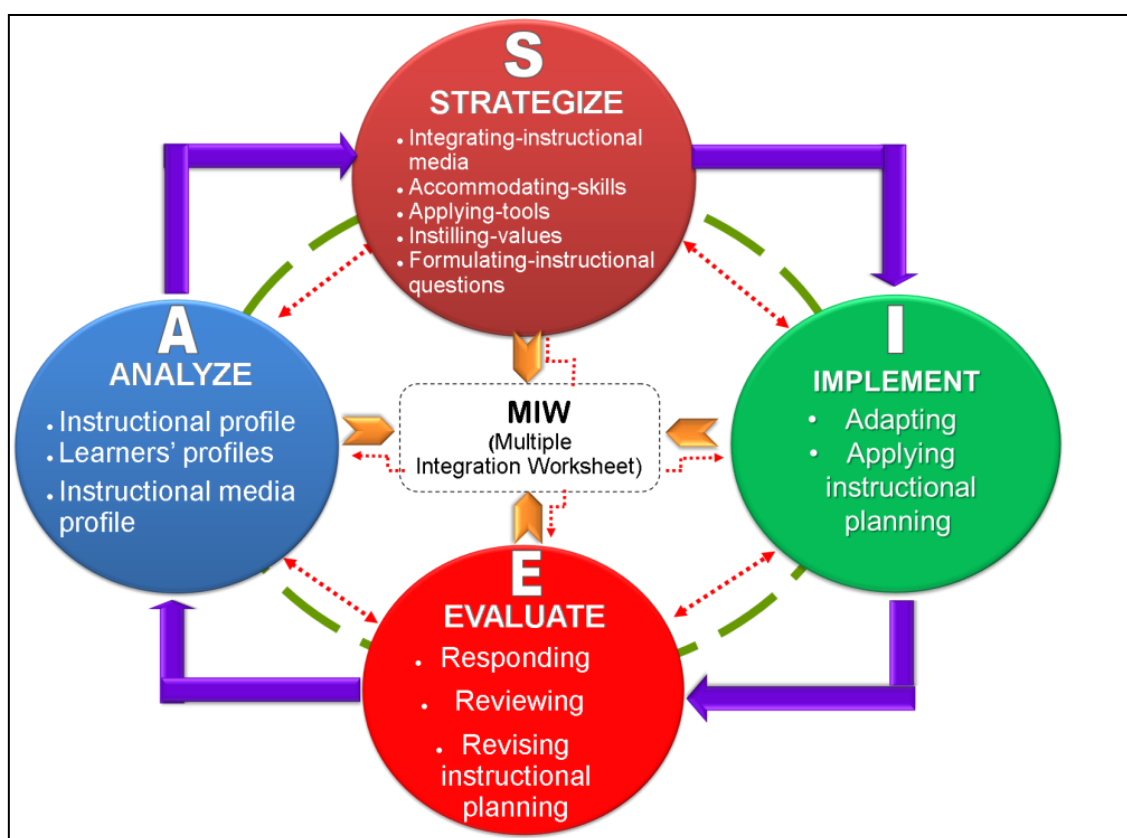 S
STRATEGIZE
• Integrating-instructional
media
• Accommodating-skills
• Applying-tools
• Instilling-values
• Formulating-instructional
questions
A
ANALYZE
• Instructional profile
• Learners' profiles
• Instructional media
profile
MIW
(Multiple
Integration Worksheet)
I
IMPLEMENT
• Adapting
• Applying
instructional
planning
E
EVALUATE
• Responding
• Reviewing
• Revising
instructional
planning